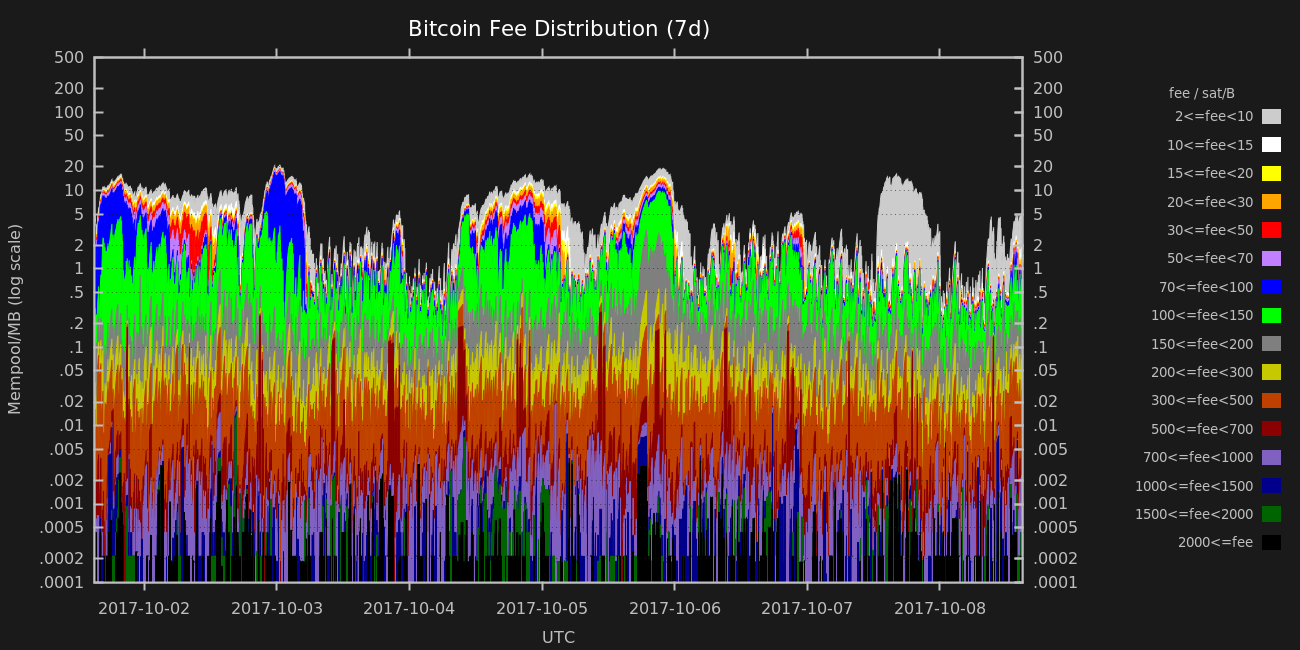 Bitcoin Fee Distribution (7d)
500
200
100
50
20
10
5
2
1
.5
.2
.1
.05
.02
.01
.005
.002
.001
.0005
.0002
.0001
Mempool/MB (log scale)
500
200
100
50
20
10
5
2
1
.5
.2
.1
.05
.02
.01
.005
.002
.001
.0005
.0002
.0001
2017-10-02 2017-10-03 2017-10-04 2017-10-05 2017-10-06 2017-10-07 2017-10-08
UTC
fee / sat/B
2<=fee<10
10<=fee<15
15<=fee<20
20<=fee<30
30<=fee<50
50<=fee<70
70<=fee<100
100<=fee<150
150<=fee<200
200<=fee<300
300<=fee<500
500<=fee<700
700<=fee<1000
1000<=fee<1500
1500<=fee<2000
2000<=fee